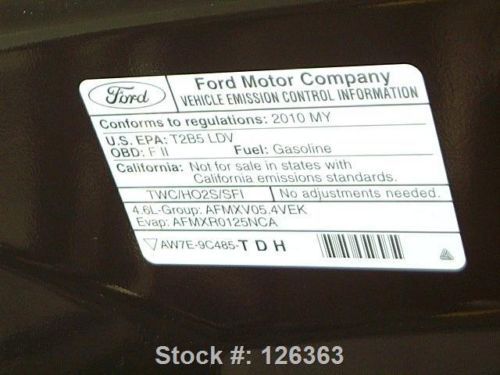 Ford
Ford Motor Company
VEHICLE EMISSION CONTROL INFORMATION
Conforms to regulations: 2010 MY
U.S. EPA: T2B5 LDV
OBD: F II Fuel: Gasoline
California: Not for sale in states with
California emissions standards.
TWC/HO2S/SFI No adjustments needed.
4.6L-Group: AFMXV05.4VEK
Evap: AFMXR0125NCA
AW7E-9C485-T D H
Stock #: 126363